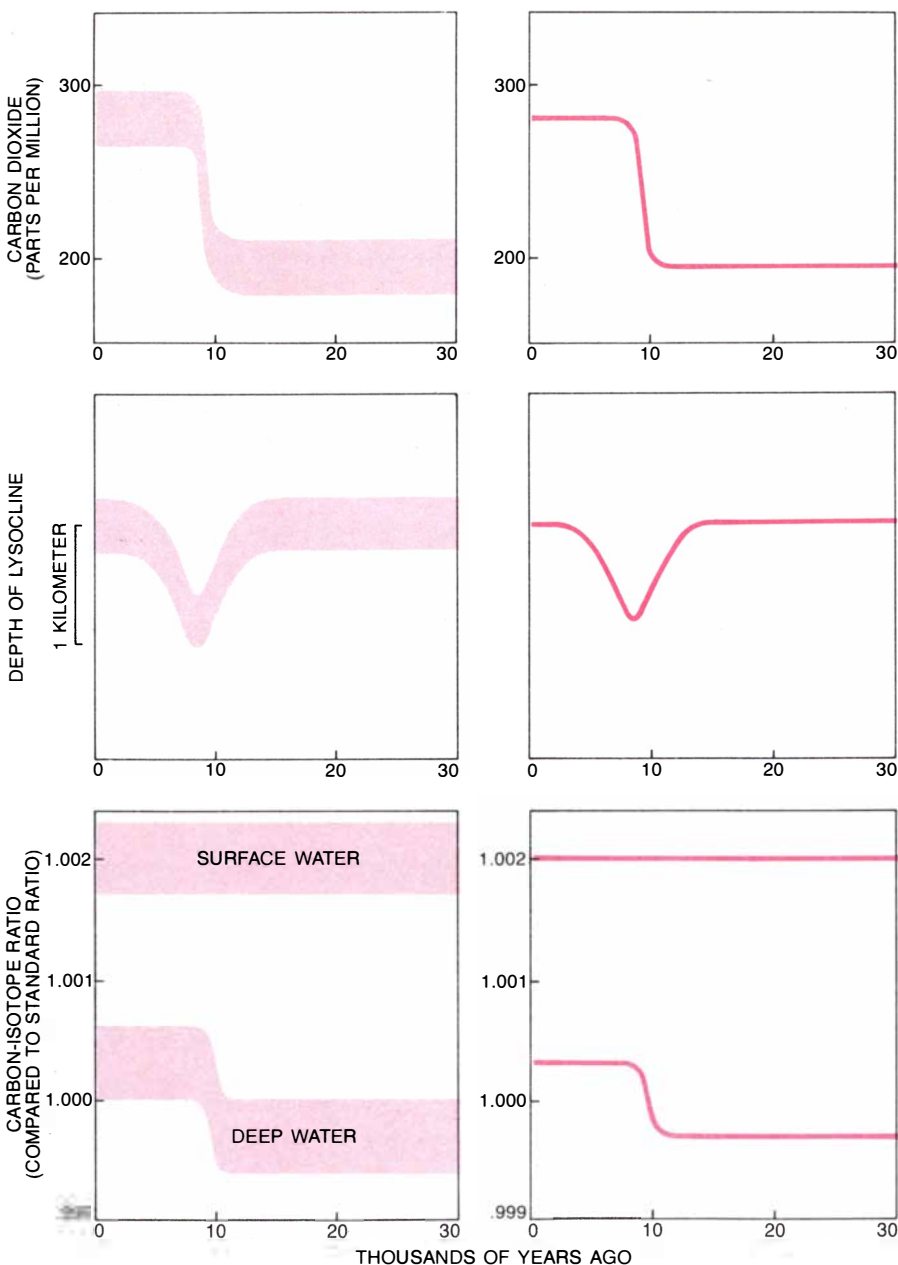 CARBON DIOXIDE
(PARTS PER MILLION)
300
200
0 10 20 30
300
200
0 10 20 30
DEPTH OF LYSOCLINE
1 KILOMETER
0 10 20 30
0 10 20 30
CARBON-ISOTOPE RATIO
(COMPARED TO STANDARD RATIO)
1.002
1.001
1.000
SURFACE WATER
DEEP WATER
0 10 20 30
1.002
1.001
1.000
.999
0 10 20 30
THOUSANDS OF YEARS AGO